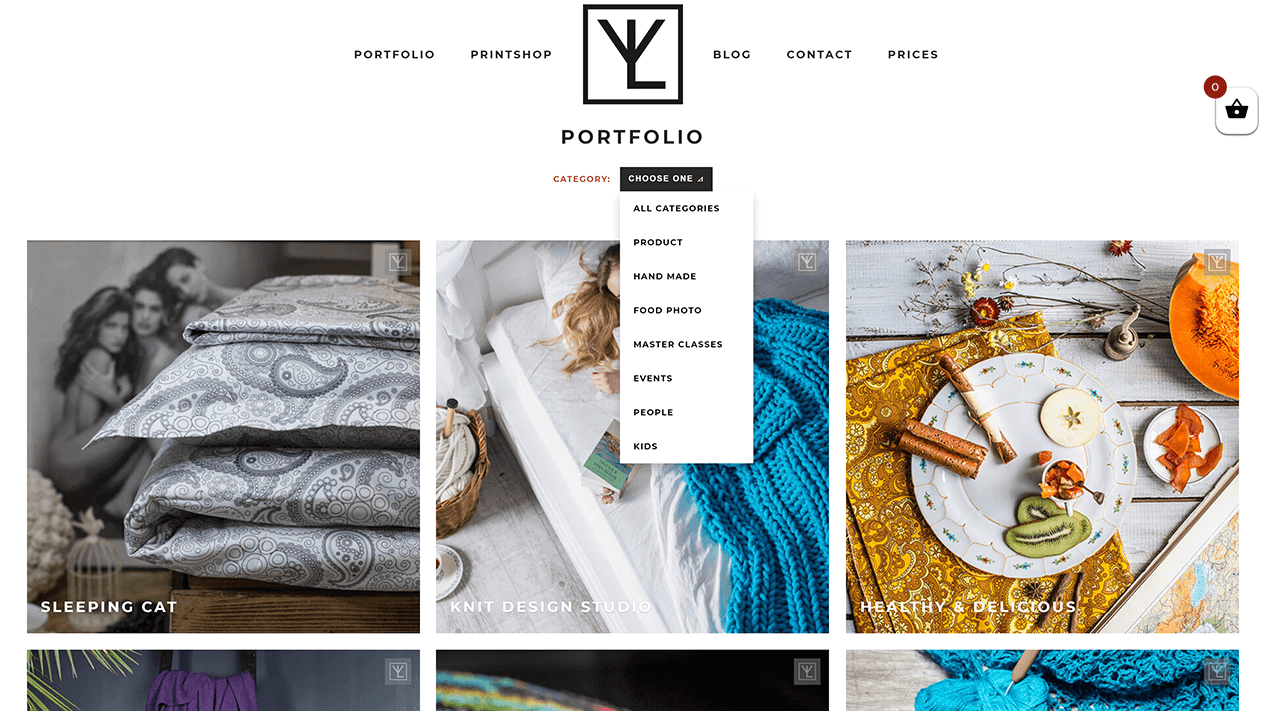 PORTFOLIO
PRINTSHOP
YL
BLOG
CONTACT
PRICES
0
PORTFOLIO
CATEGORY:
CHOOSE ONE
ALL CATEGORIES
PRODUCT
HAND MADE
FOOD PHOTO
MASTER CLASSES
EVENTS
PEOPLE
KIDS
YL
YL
YL
SLEEPING CAT
KNIT DESIGN STUDIO
HEALTHY & DELICIOUS
YL
YL
YL